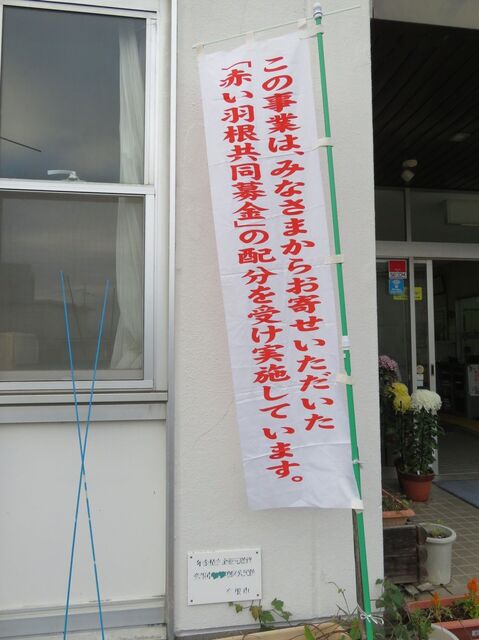 この事業は、みなさまからお寄せいただいた
「赤い羽根共同募金」の配分を受け実施しています。